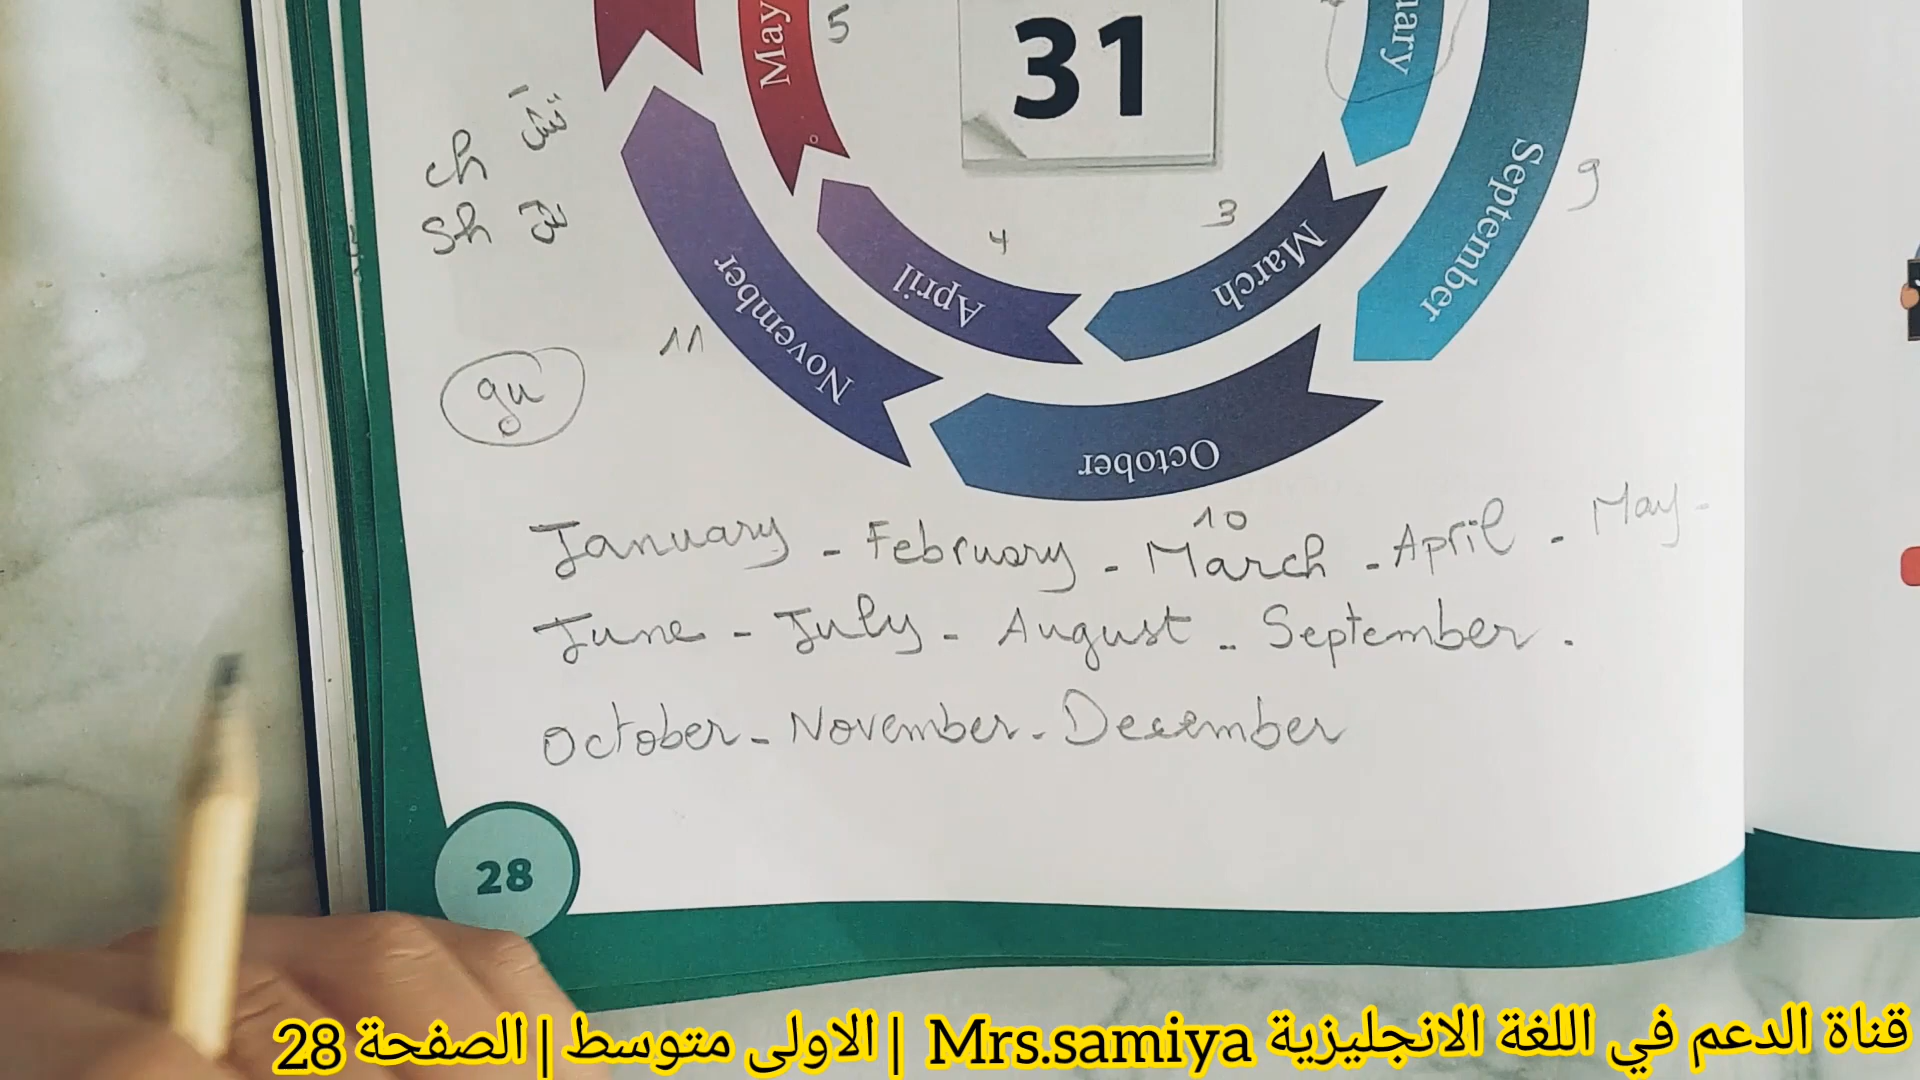 May
5
31
uary
ch تش
sh ش
September
9
3
March
4
April
November
11
gu
October
10
January - February - March - April - May -
June - July - August - September -
October - November - December
28
قناة الدعم في اللغة الانجليزية Mrs.samiya | الاولى متوسط | الصفحة 28